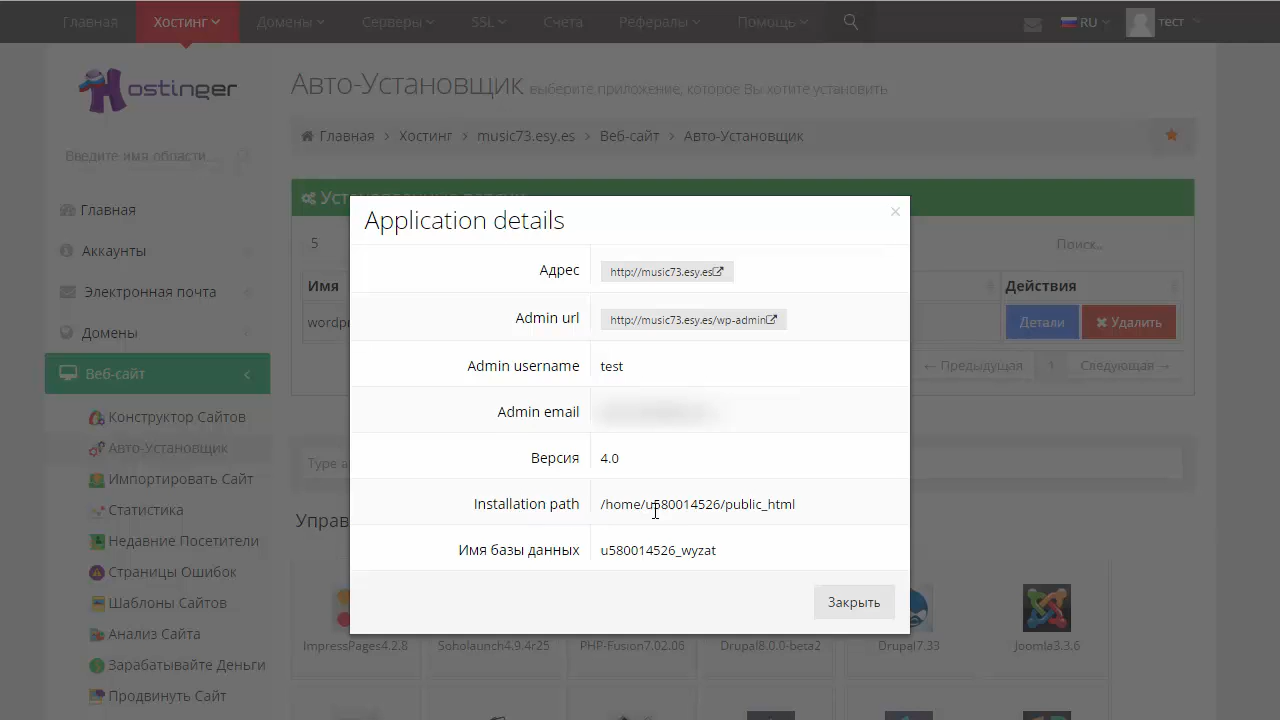 Главная Хостинг Домены Серверы SSL Счета Рефералы Помощь RU тест
Hostinger
Авто-Установщик выберите приложение, которое Вы хотите установить
Главная > Хостинг > music73.esy.es > Веб-сайт > Авто-Установщик
Введите имя области...
Главная
Аккаунты
Электронная почта
Домены
Веб-сайт
Конструктор Сайтов
Авто-Установщик
Импортировать Сайт
Статистика
Недавние Посетители
Страницы Ошибок
Шаблоны Сайтов
Анализ Сайта
Зарабатывайте Деньги
Продвинуть Сайт
5
Поиск..
Имя
Действия
wordpr
Детали
Удалить
← Предыдущая 1 Следующая →
Type a
Управ
Application details ×
Адрес http://music73.esy.es
Admin url http://music73.esy.es/wp-admin
Admin username test
Admin email
Версия 4.0
Installation path /home/u580014526/public_html
Имя базы данных u580014526_wyzat
Закрыть
ImpressPages4.2.8 Soholaunch4.9.4r25 PHP-Fusion7.02.06 Drupal8.0.0-beta2 Drupal7.33 Joomla3.3.6